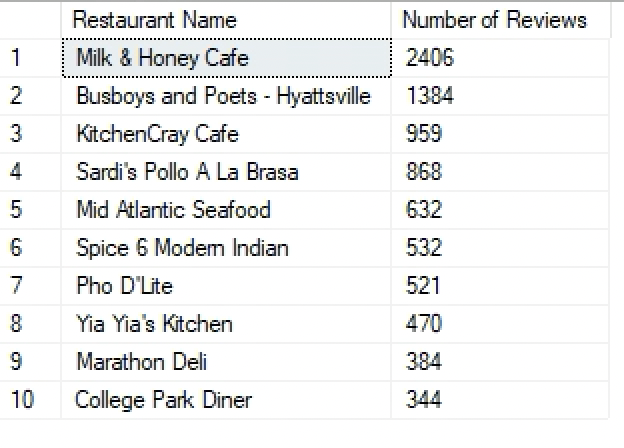 Restaurant Name Number of Reviews
1 Milk & Honey Cafe 2406
2 Busboys and Poets - Hyattsville 1384
3 KitchenCray Cafe 959
4 Sardi's Pollo A La Brasa 868
5 Mid Atlantic Seafood 632
6 Spice 6 Modern Indian 532
7 Pho D'Lite 521
8 Yia Yia's Kitchen 470
9 Marathon Deli 384
10 College Park Diner 344